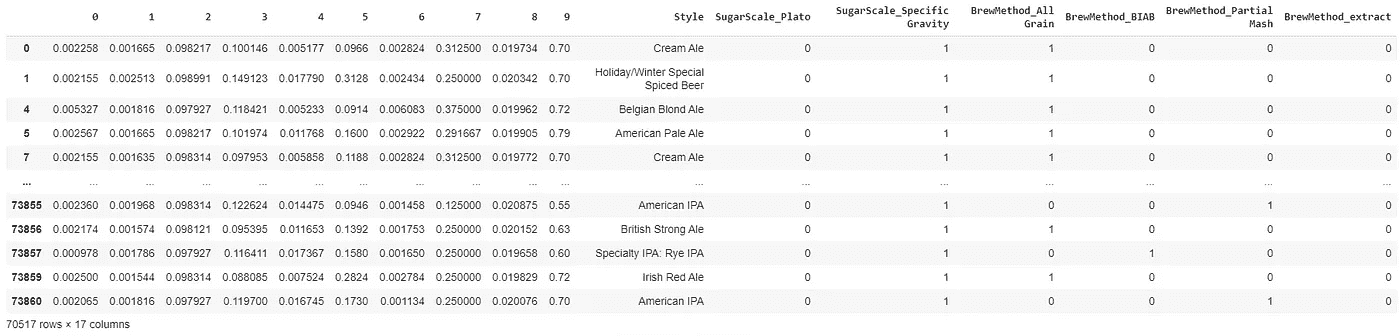 0 1 2 3 4 5 6 7 8 9 Style SugarScale_Plato SugarScale_Specific Gravity BrewMethod_All Grain BrewMethod_BIAB BrewMethod_Partial Mash BrewMethod_extract
0 0.002258 0.001665 0.098217 0.100146 0.005177 0.0966 0.002824 0.312500 0.019734 0.70 Cream Ale 0 1 1 0 0 0
1 0.002155 0.002513 0.098991 0.149123 0.017790 0.3128 0.002434 0.250000 0.020342 0.70 Holiday/Winter Special Spiced Beer 0 1 1 0 0 0
4 0.005327 0.001816 0.097927 0.118421 0.005233 0.0914 0.006083 0.375000 0.019962 0.72 Belgian Blond Ale 0 1 1 0 0 0
5 0.002567 0.001665 0.098217 0.101974 0.011768 0.1600 0.002922 0.291667 0.019905 0.79 American Pale Ale 0 1 1 0 0 0
7 0.002155 0.001635 0.098314 0.097953 0.005858 0.1188 0.002824 0.312500 0.019772 0.70 Cream Ale 0 1 1 0 0 0
... ... ... ... ... ... ... ... ... ... ... ... ... ... ... ... ... ...
73855 0.002360 0.001968 0.098314 0.122624 0.014475 0.0946 0.001458 0.125000 0.020875 0.55 American IPA 0 1 0 0 1 0
73856 0.002174 0.001574 0.098121 0.095395 0.011653 0.1392 0.001753 0.250000 0.020152 0.63 British Strong Ale 0 1 1 0 0 0
73857 0.000978 0.001786 0.097927 0.116411 0.017367 0.1580 0.001650 0.250000 0.019658 0.60 Specialty IPA: Rye IPA 0 1 0 1 0 0
73859 0.002500 0.001544 0.098314 0.088085 0.007524 0.2824 0.002784 0.250000 0.019829 0.72 Irish Red Ale 0 1 1 0 0 0
73860 0.002065 0.001816 0.097927 0.119700 0.016745 0.1730 0.001134 0.250000 0.020076 0.70 American IPA 0 1 0 0 1 0
70517 rows × 17 columns